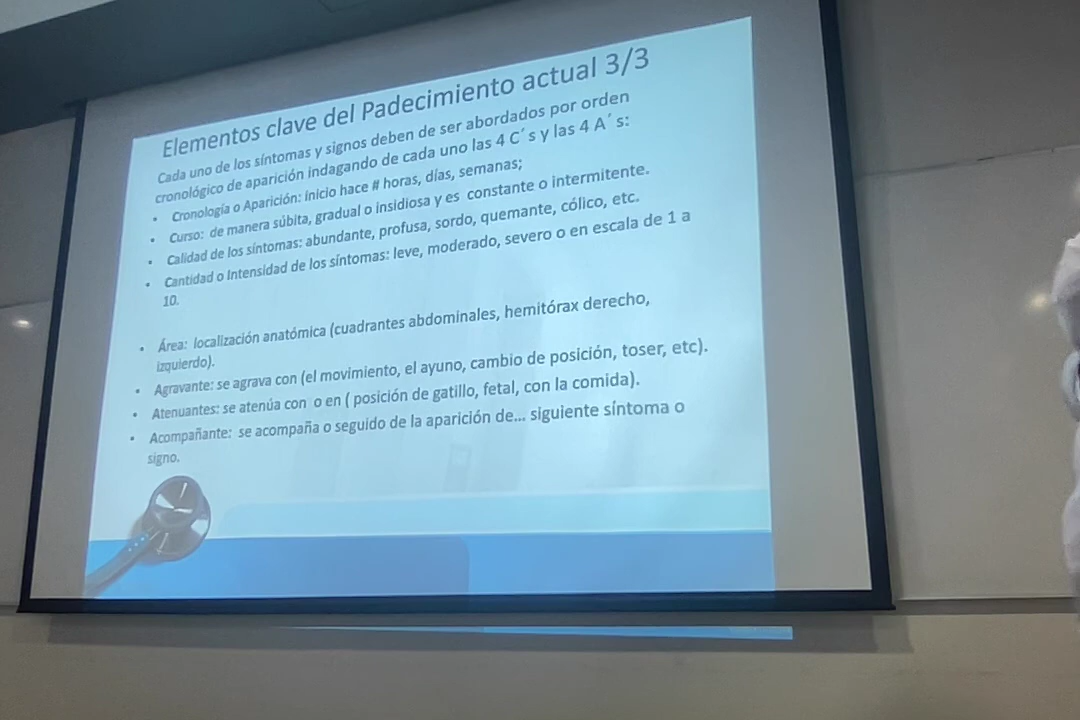 Elementos clave del Padecimiento actual 3/3
Cada uno de los síntomas y signos deben de ser abordados por orden
cronológico de aparición indagando de cada uno las 4 C´s y las 4 A´s:
• Cronología o Aparición: inicio hace # horas, días, semanas;
• Curso: de manera súbita, gradual o insidiosa y es constante o intermitente.
• Calidad de los síntomas: abundante, profusa, sordo, quemante, cólico, etc.
• Cantidad o Intensidad de los síntomas: leve, moderado, severo o en escala de 1 a
10.
• Área: localización anatómica (cuadrantes abdominales, hemitórax derecho,
izquierdo).
• Agravante: se agrava con (el movimiento, el ayuno, cambio de posición, toser, etc).
• Atenuantes: se atenúa con o en ( posición de gatillo, fetal, con la comida).
• Acompañante: se acompaña o seguido de la aparición de... siguiente síntoma o
signo.